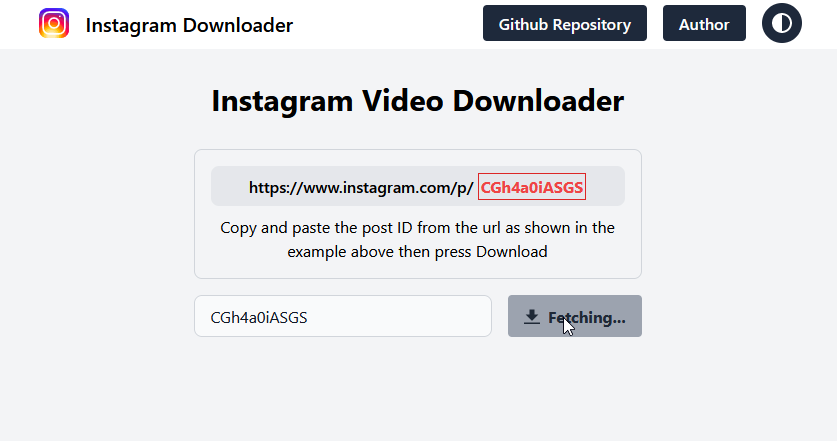 Instagram Downloader
Github Repository
Author
Instagram Video Downloader
https://www.instagram.com/p/ CGh4a0iASGS
Copy and paste the post ID from the url as shown in the
example above then press Download
CGh4a0iASGS
Fetching...